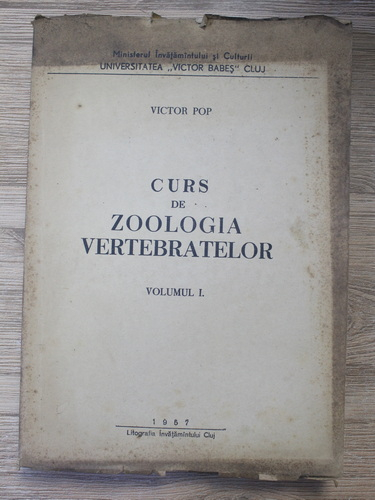 Ministerul Învățămîntului și Culturii
UNIVERSITATEA „VICTOR BABEȘ” CLUJ
VICTOR POP
CURS
DE
ZOOLOGIA
VERTEBRATELOR
VOLUMUL I.
1957
Litografia Învățămîntului Cluj